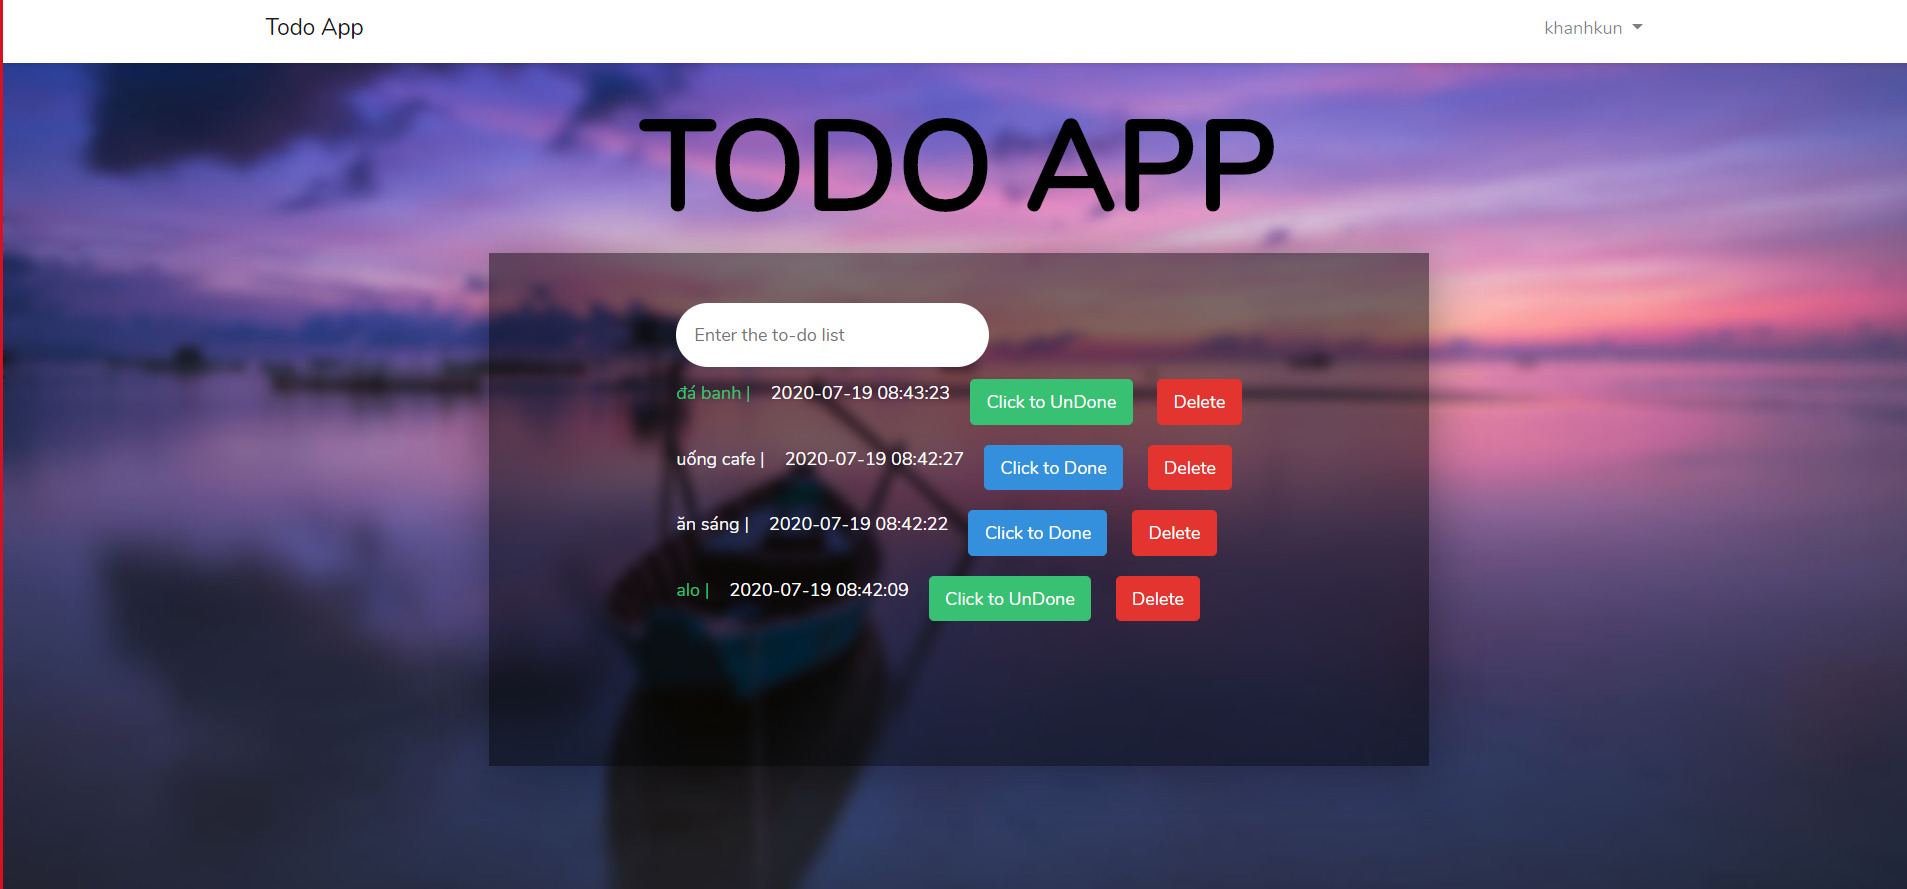 Todo App khanhkun
TODO APP
Enter the to-do list
đá banh | 2020-07-19 08:43:23 Click to UnDone Delete
uống cafe | 2020-07-19 08:42:27 Click to Done Delete
ăn sáng | 2020-07-19 08:42:22 Click to Done Delete
alo | 2020-07-19 08:42:09 Click to UnDone Delete